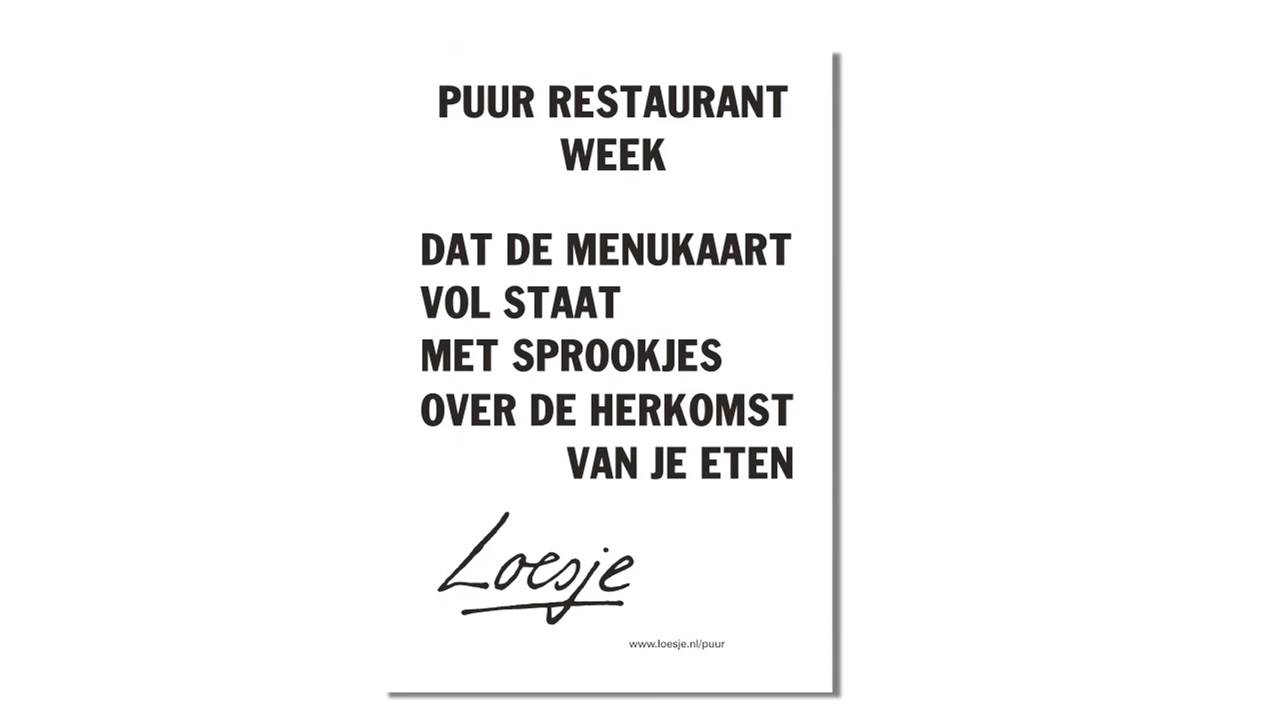 PUUR RESTAURANT
WEEK
DAT DE MENUKAART
VOL STAAT
MET SPROOKJES
OVER DE HERKOMST
VAN JE ETEN
Loesje
www.loesje.nl/puur